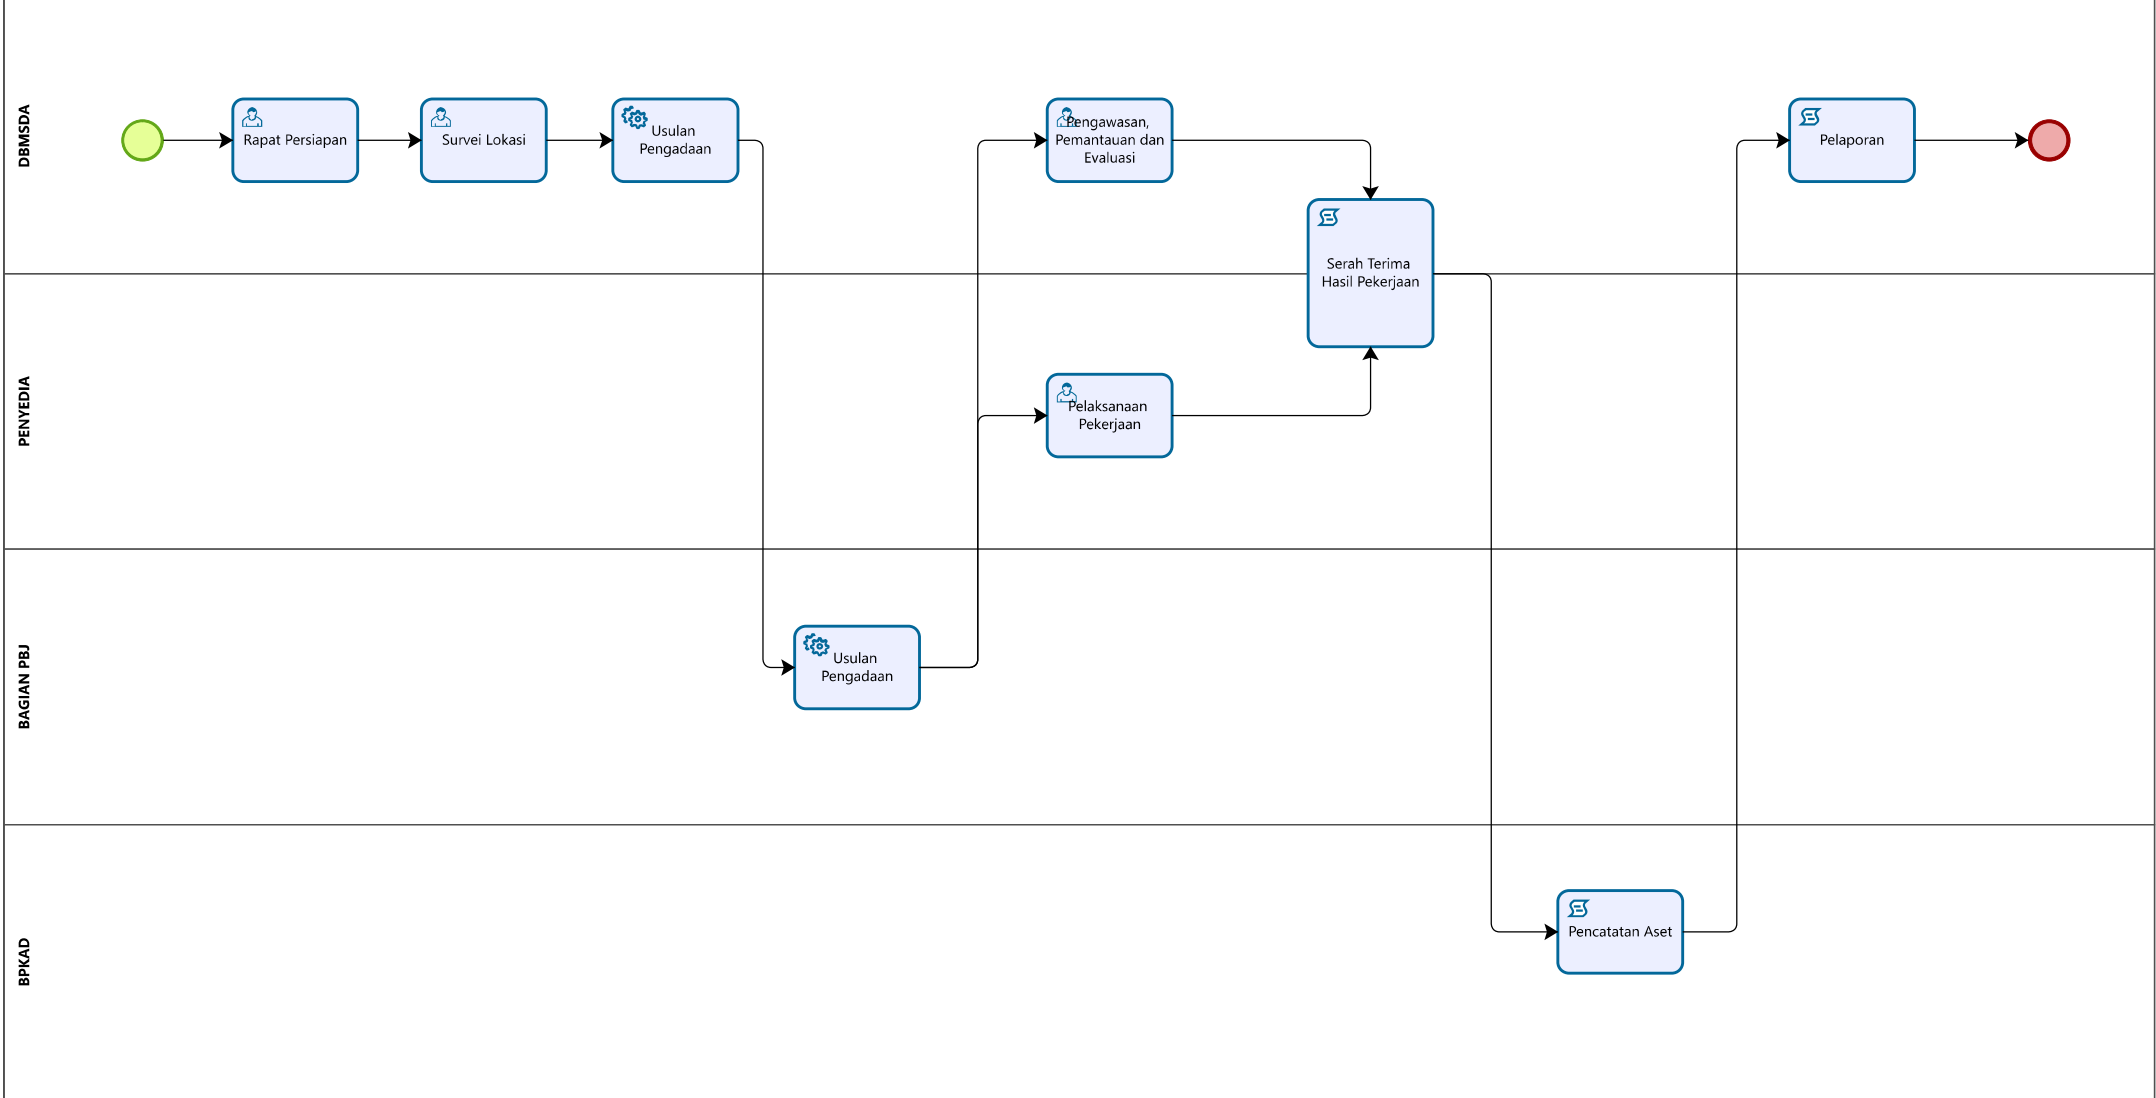 DBMSDA
Rapat Persiapan
Survei Lokasi
Usulan
Pengadaan
Pengawasan,
Pemantauan dan
Evaluasi
Pelaporan
Serah Terima
Hasil Pekerjaan
PENYEDIA
Pelaksanaan
Pekerjaan
BAGIAN PBJ
Usulan
Pengadaan
BPKAD
Pencatatan Aset